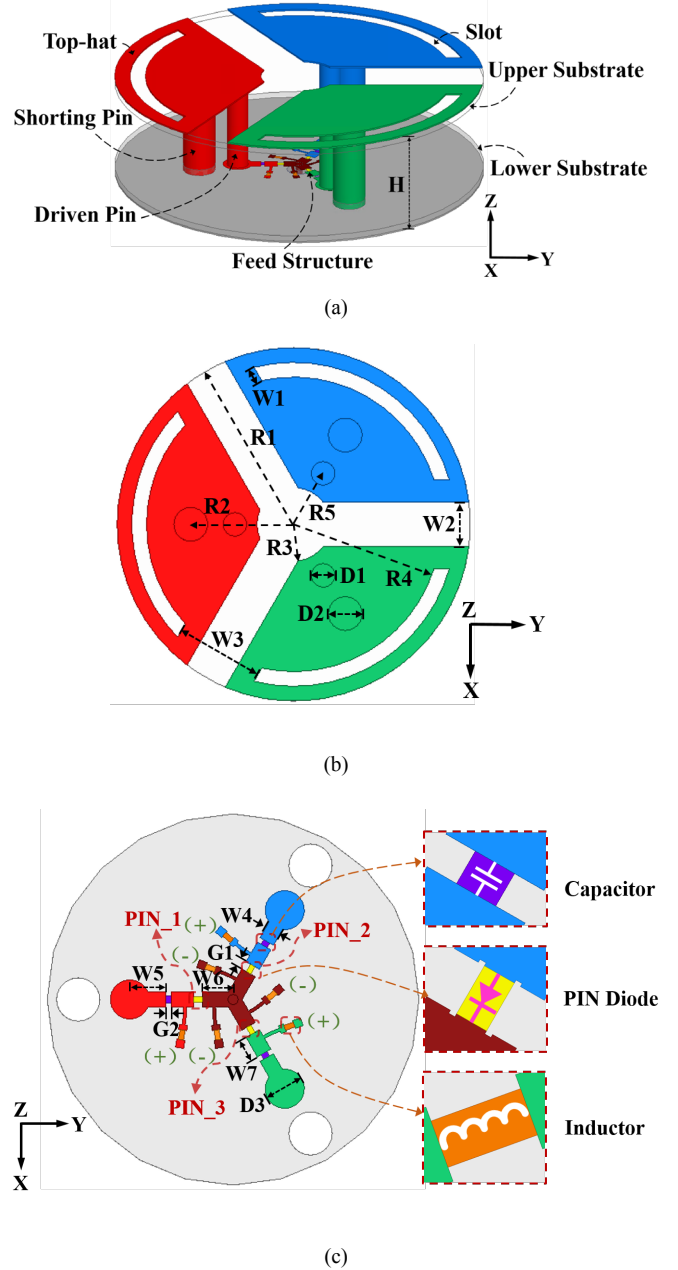 Top-hat
Slot
Upper Substrate
Shorting Pin
Lower Substrate
H
Driven Pin
Z
Feed Structure
X
Y
(a)
W1
R1
R2
R5
W2
R3
D1
R4
D2
W3
Z
Y
X
(b)
PIN_1
(+)
W4
PIN_2
Capacitor
(-)
G1
W5
W6
(-)
PIN Diode
G2
(+)
(+)
(-)
W7
PIN_3
D3
Z
Y
Inductor
X
(c)